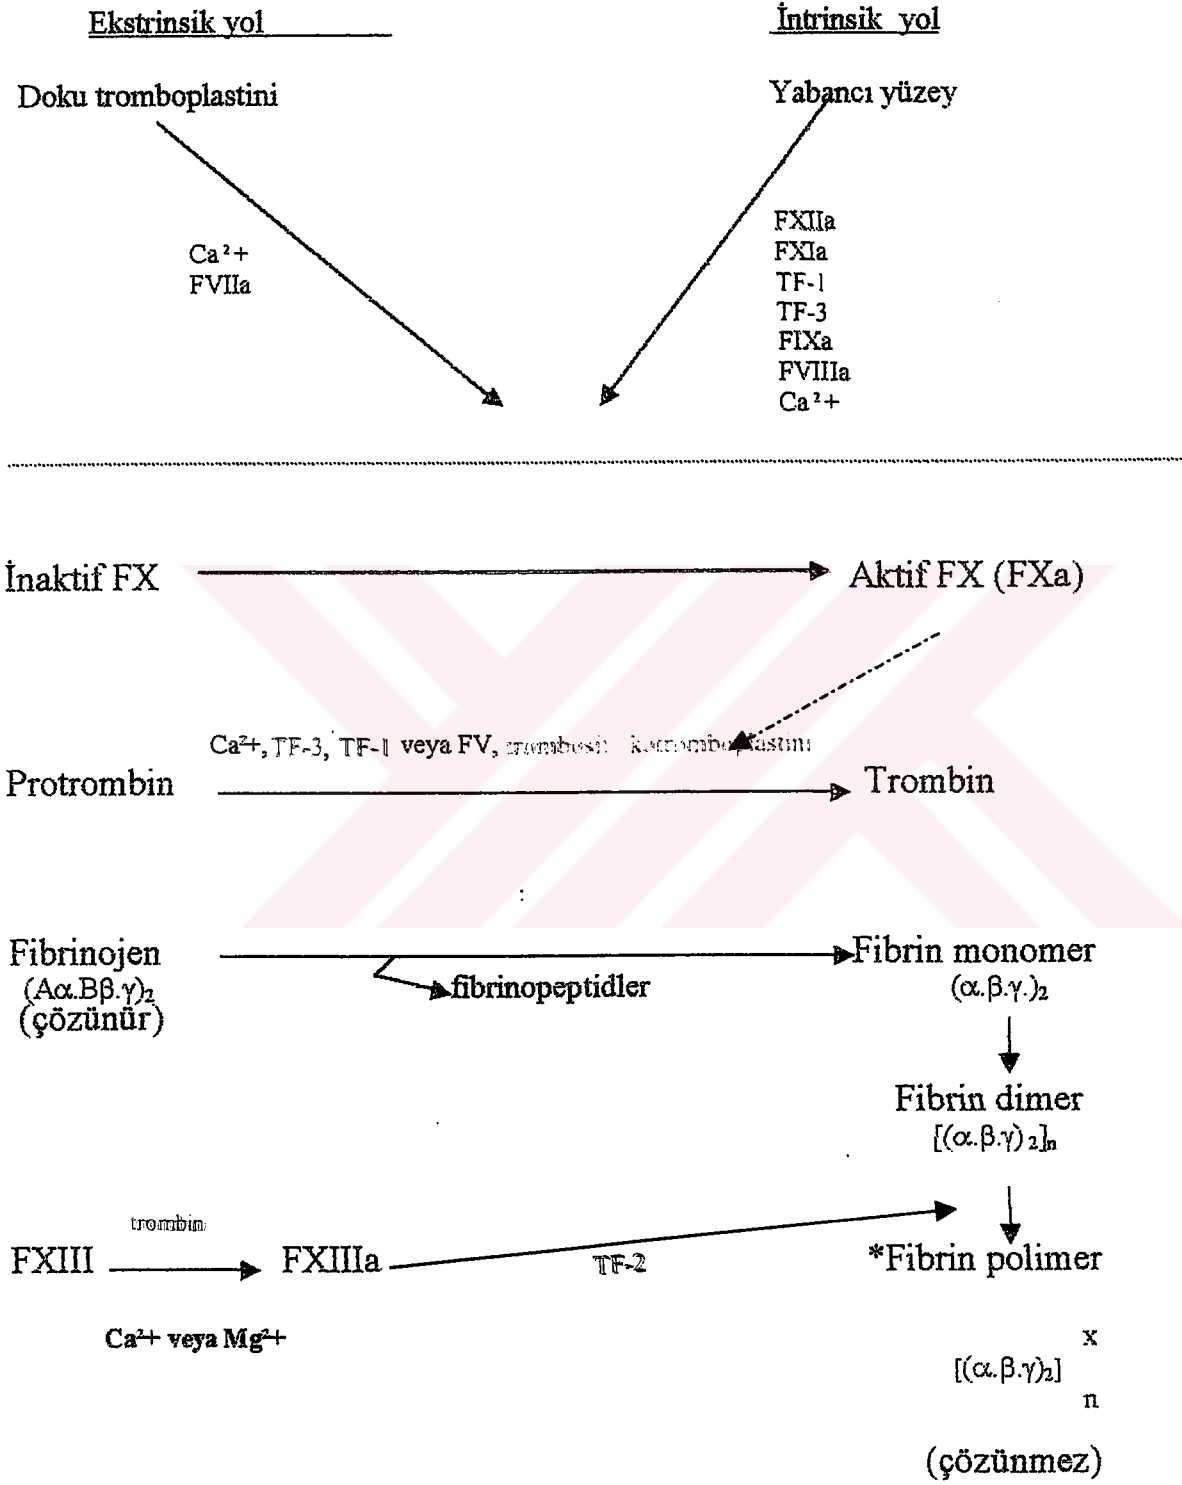 Ekstrinsik yol
İntrinsik yol
Doku tromboplastini
Yabancı yüzey
Ca²+
FVIIa
FXIIa
FXIa
TF-1
TF-3
FIXa
FVIIIa
Ca²+
İnaktif FX
Aktif FX (FXa)
Ca²+, TF-3, TF-1 veya FV, trombosit kotromboplastini
Protrombin
Trombin
Fibrinojen
Fibrin monomer
(Aα.Bβ.γ)₂
fibrinopeptidler
(α.β.γ.)₂
(çözünür)
Fibrin dimer
[(α.β.γ)₂]ₙ
trombin
FXIII
FXIIIa
TF-2
*Fibrin polimer
Ca²+ veya Mg²+
x
[(α.β.γ)₂]
n
(çözünmez)